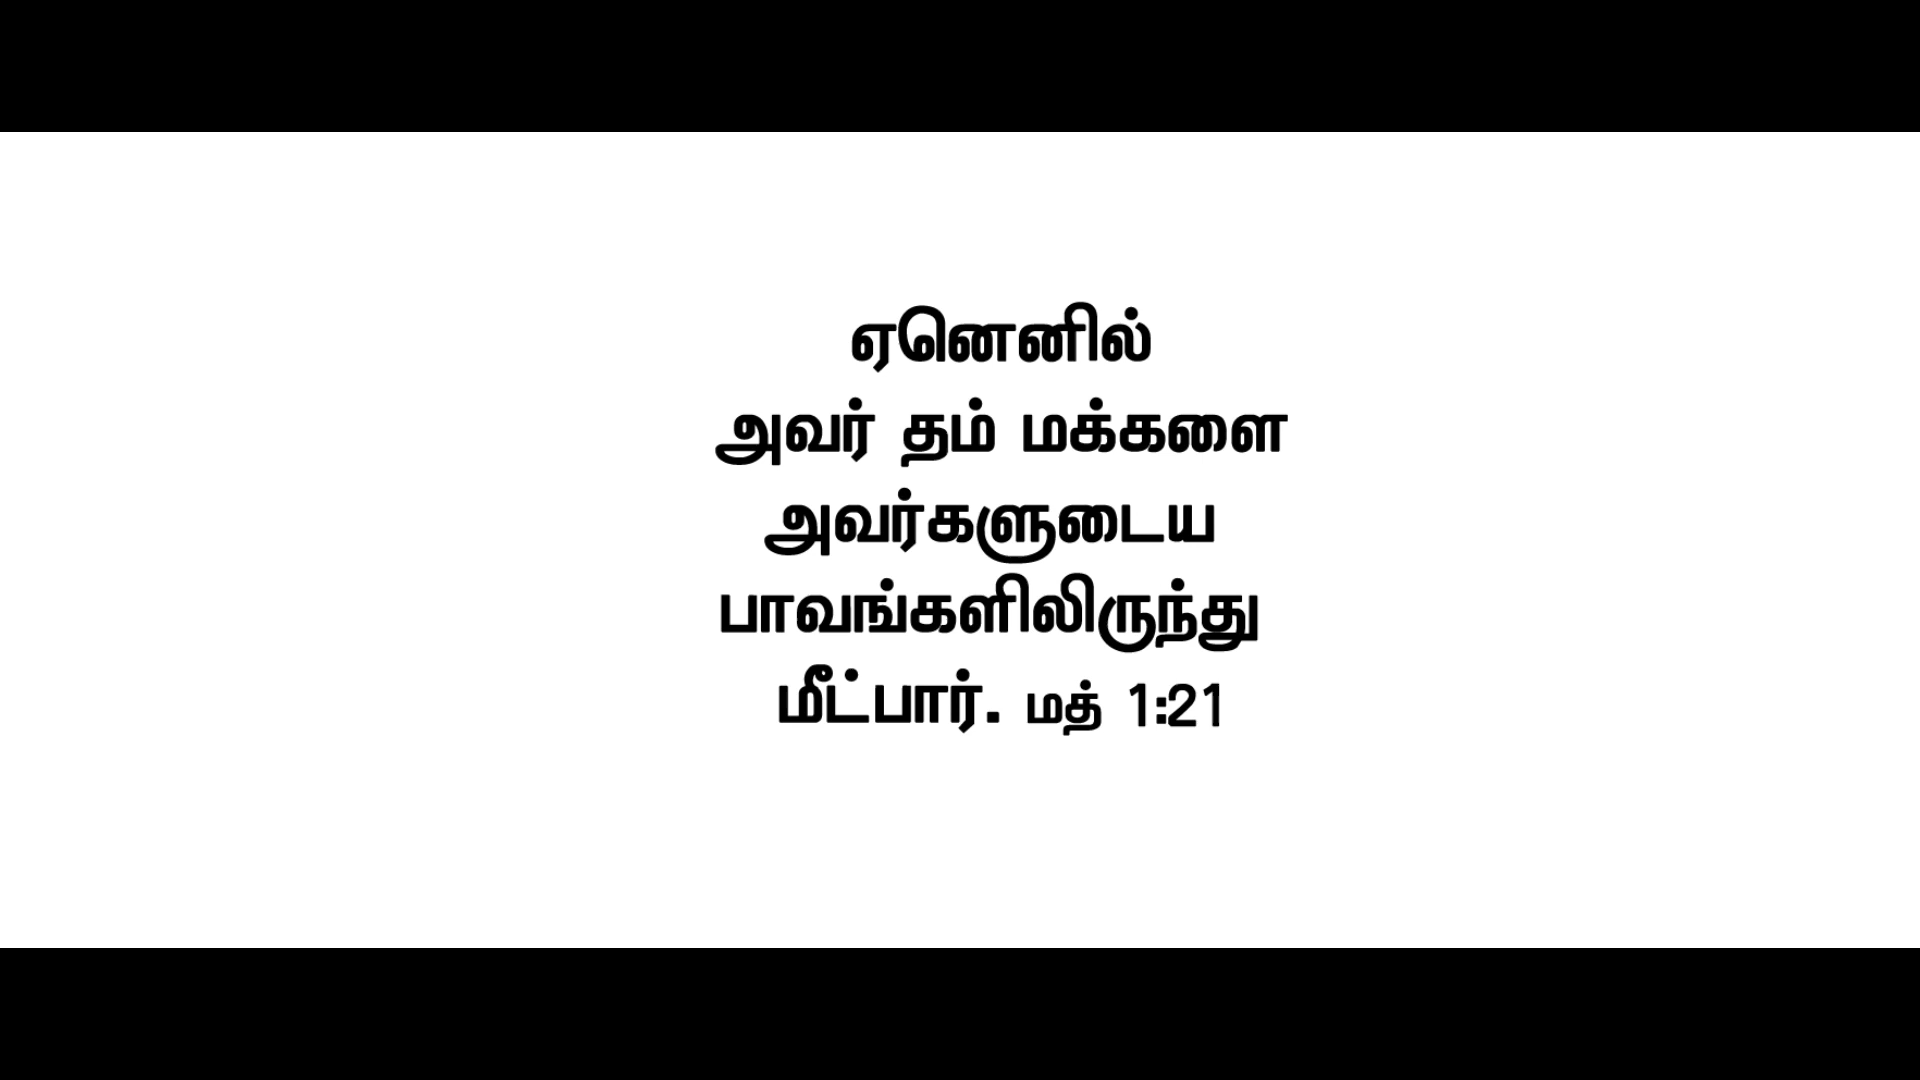 ஏனெனில்
அவர் தம் மக்களை
அவர்களுடைய
பாவங்களிலிருந்து
மீட்பார். மத் 1:21